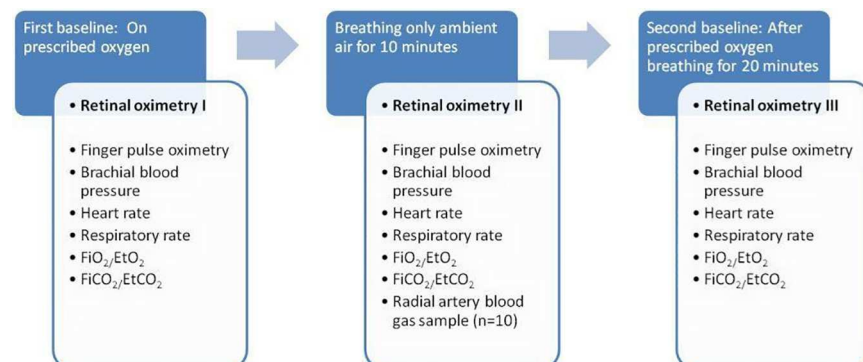 First baseline: On
prescribed oxygen
• Retinal oximetry I
• Finger pulse oximetry
• Brachial blood
pressure
• Heart rate
• Respiratory rate
• FiO₂/EtO₂
• FiCO₂/EtCO₂
Breathing only ambient
air for 10 minutes
• Retinal oximetry II
• Finger pulse oximetry
• Brachial blood
pressure
• Heart rate
• Respiratory rate
• FiO₂/EtO₂
• FiCO₂/EtCO₂
• Radial artery blood
gas sample (n=10)
Second baseline: After
prescribed oxygen
breathing for 20 minutes
• Retinal oximetry III
• Finger pulse oximetry
• Brachial blood
pressure
• Heart rate
• Respiratory rate
• FiO₂/EtO₂
• FiCO₂/EtCO₂